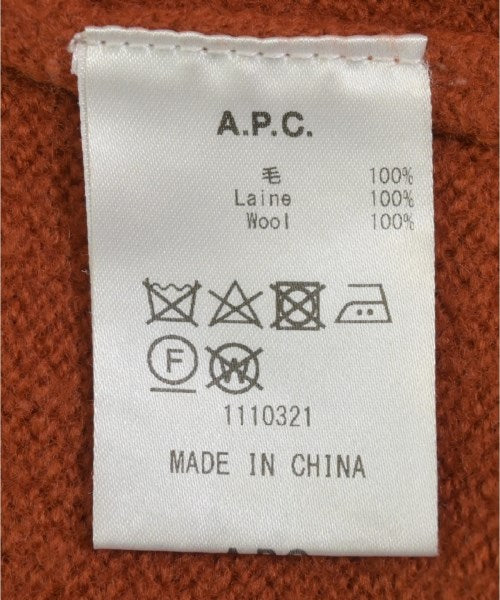 A.P.C.
毛 100%
Laine 100%
Wool 100%
F W
1110321
MADE IN CHINA
A.P.C.